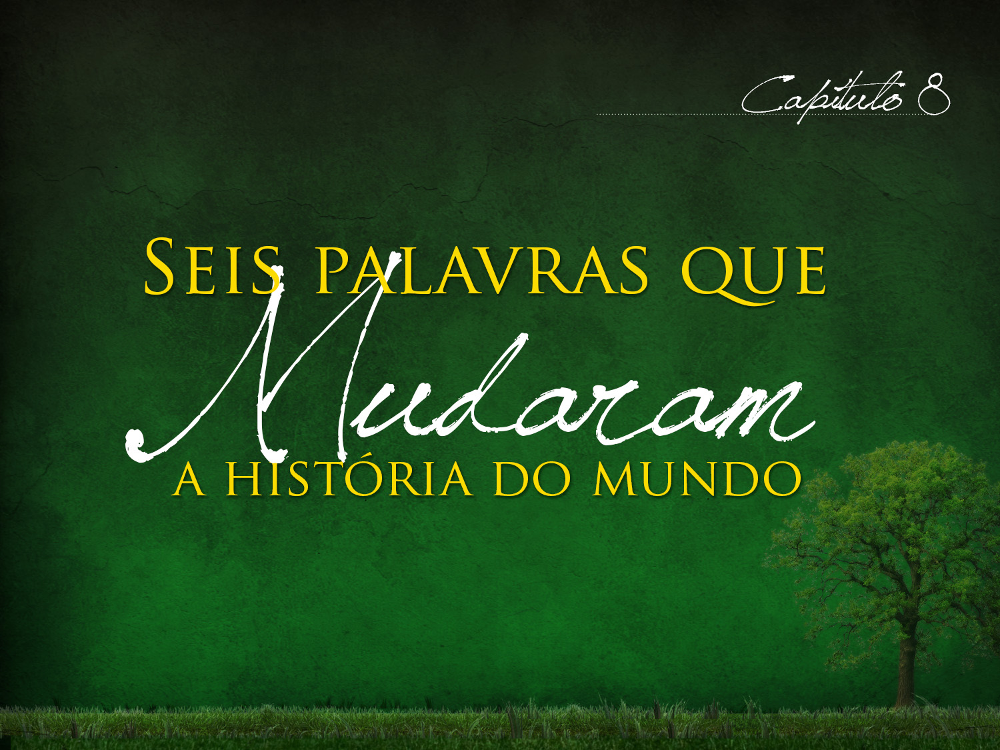 Capítulo 8
Seis palavras que
Mudaram
a história do mundo